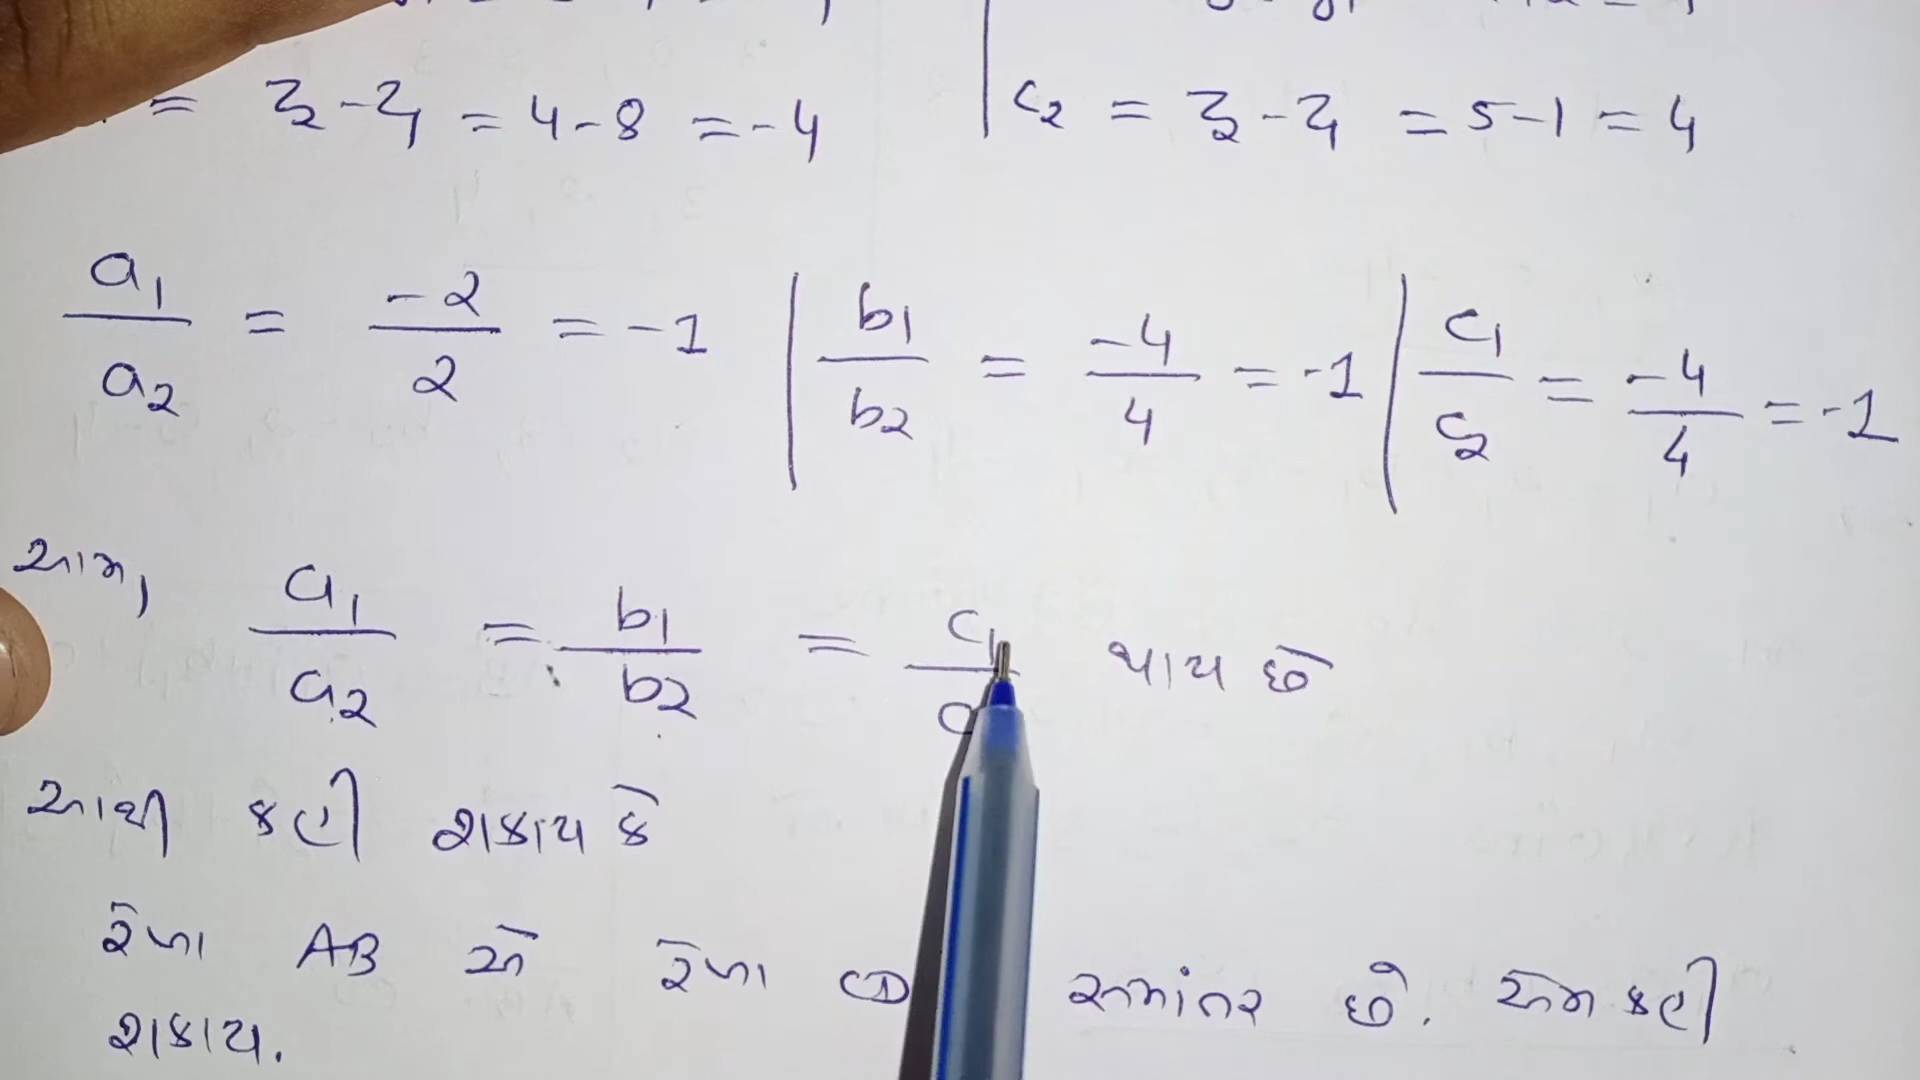 = z₂ - z₁ = 4 - 8 = -4 | c₂ = z₂ - z₁ = 5 - 1 = 4
a₁/a₂ = -2/2 = -1 | b₁/b₂ = -4/4 = -1 | c₁/c₂ = -4/4 = -1
આમ, a₁/a₂ = b₁/b₂ = c₁/c થાય છે
આથી કહી શકાય કે
રેખા AB એ રેખા CD સમાંતર છે. એમ કહી
શકાય.